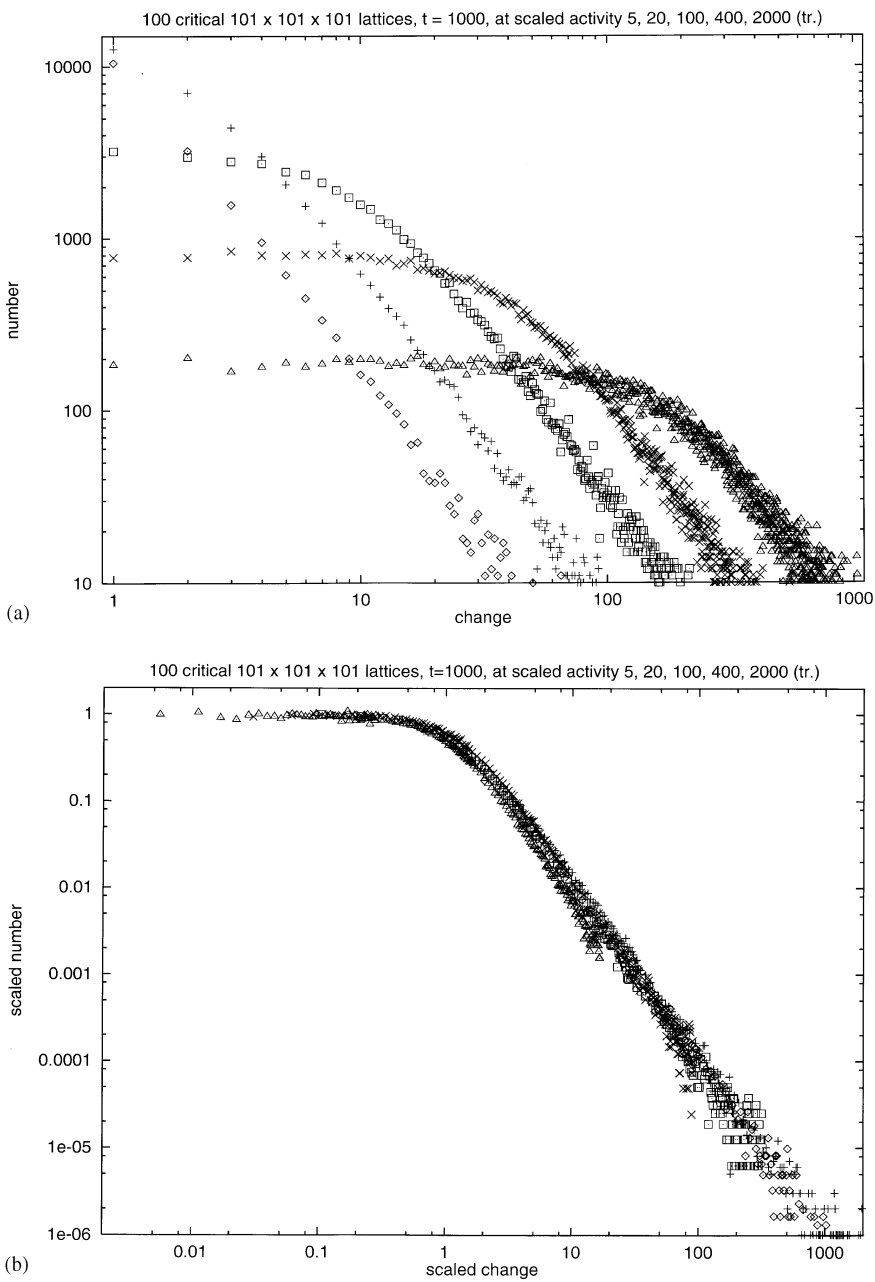 100 critical 101 x 101 x 101 lattices, t = 1000, at scaled activity 5, 20, 100, 400, 2000 (tr.)
10000
1000
100
10
number
1 10 100 1000
change
(a)
100 critical 101 x 101 x 101 lattices, t=1000, at scaled activity 5, 20, 100, 400, 2000 (tr.)
1
0.1
0.01
0.001
0.0001
1e-05
1e-06
scaled number
0.01 0.1 1 10 100 1000
scaled change
(b)